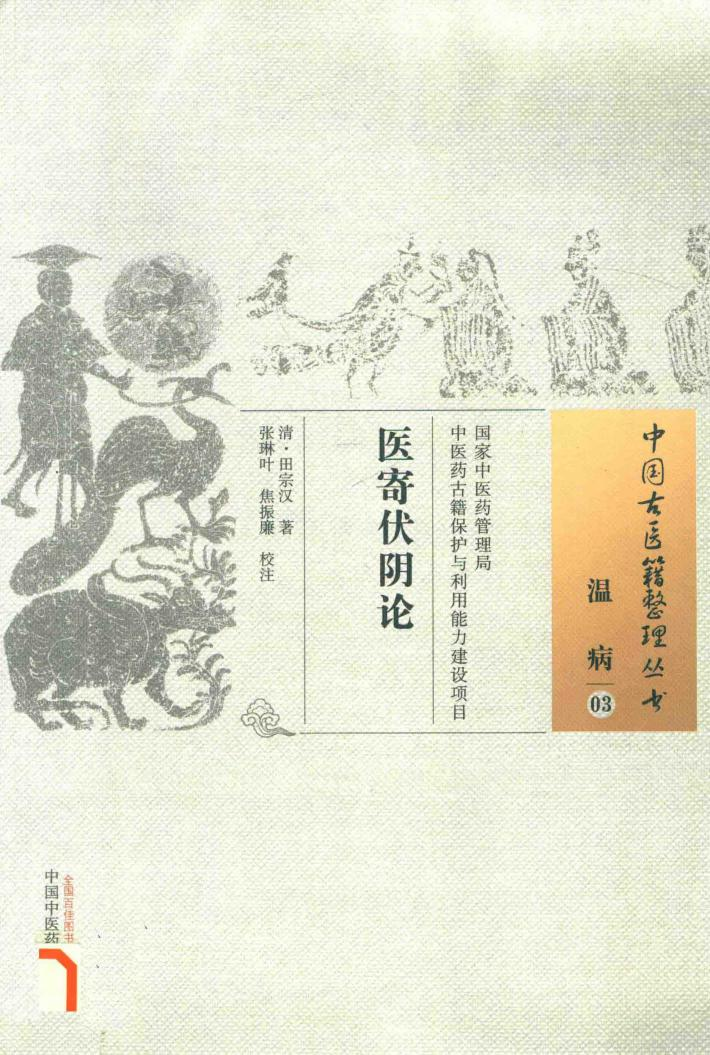 中国古医籍整理丛书
温病
03
国家中医药管理局
中医药古籍保护与利用能力建设项目
医寄伏阴论
清·田宗汉 著
张琳叶 焦振廉 校注
全国百佳图书
中国中医药